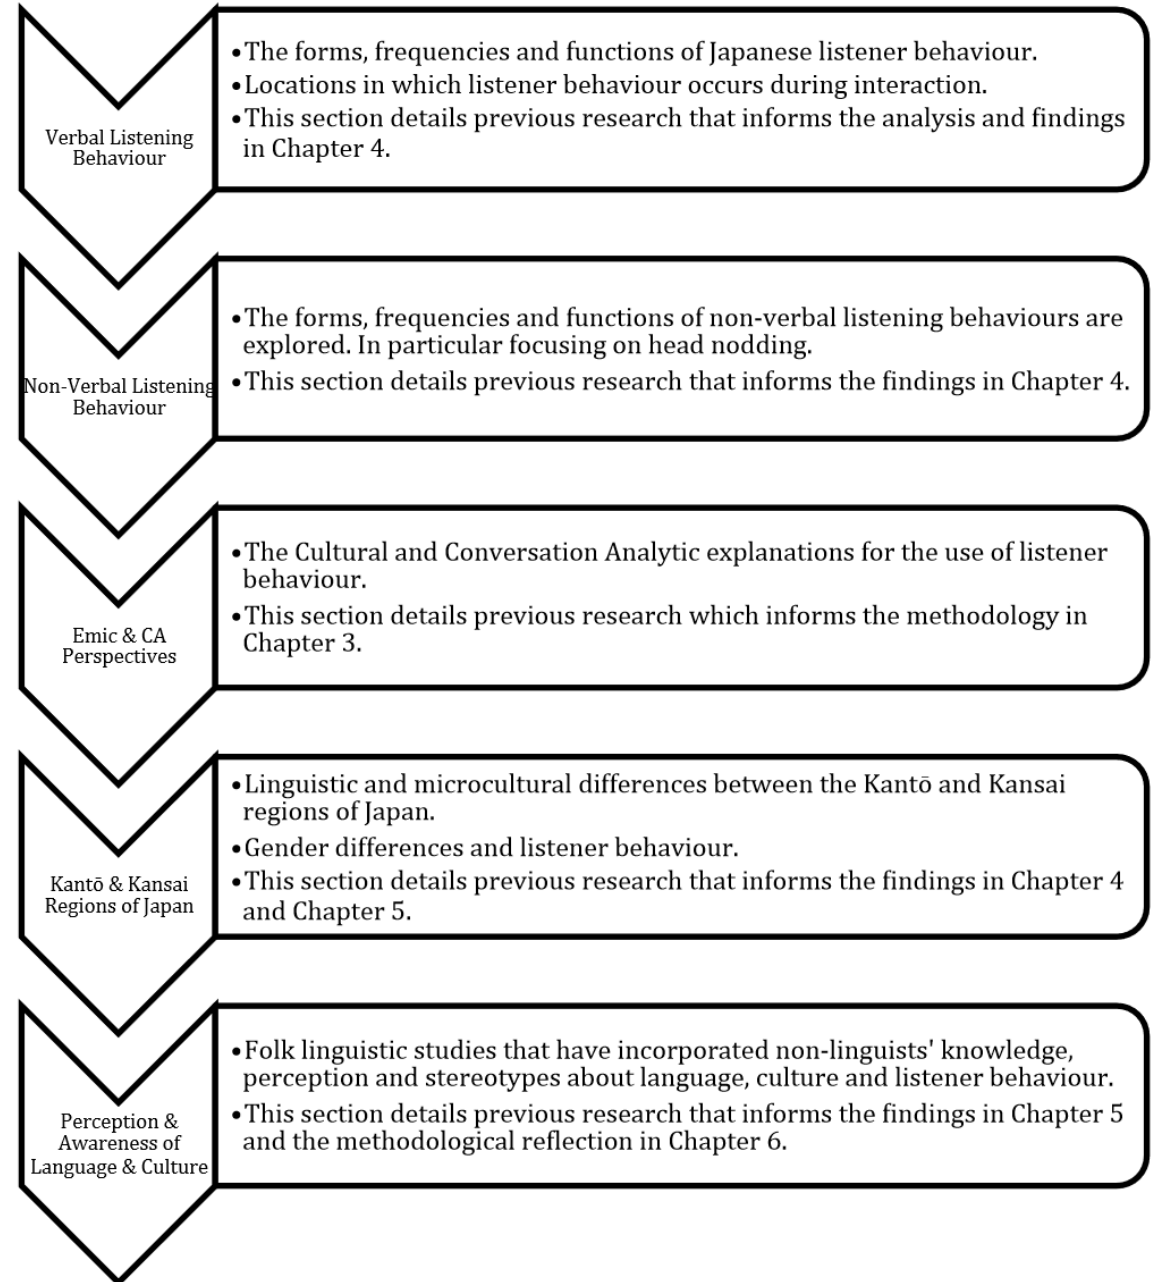 Verbal Listening
Behaviour
•The forms, frequencies and functions of Japanese listener behaviour.
•Locations in which listener behaviour occurs during interaction.
•This section details previous research that informs the analysis and findings
in Chapter 4.
Non-Verbal Listening
Behaviour
•The forms, frequencies and functions of non-verbal listening behaviours are
explored. In particular focusing on head nodding.
•This section details previous research that informs the findings in Chapter 4.
Emic & CA
Perspectives
•The Cultural and Conversation Analytic explanations for the use of listener
behaviour.
•This section details previous research which informs the methodology in
Chapter 3.
Kantō & Kansai
Regions of Japan
•Linguistic and microcultural differences between the Kantō and Kansai
regions of Japan.
•Gender differences and listener behaviour.
•This section details previous research that informs the findings in Chapter 4
and Chapter 5.
Perception &
Awareness of
Language & Culture
•Folk linguistic studies that have incorporated non-linguists' knowledge,
perception and stereotypes about language, culture and listener behaviour.
•This section details previous research that informs the findings in Chapter 5
and the methodological reflection in Chapter 6.